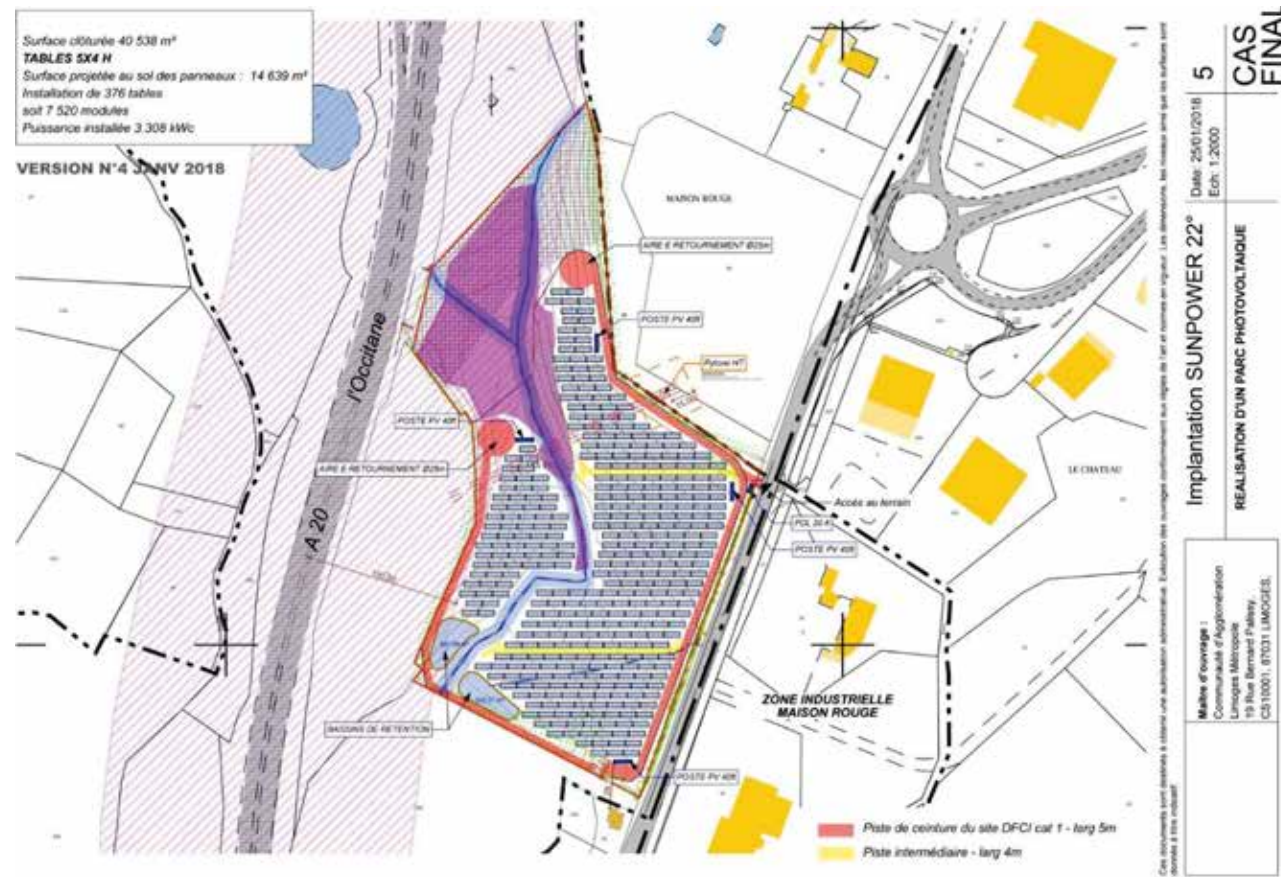 Surface clôturée 40 538 m²
TABLES 5X4 H
Surface projetée au sol des panneaux : 14 639 m²
Installation de 376 tables
soit 7 520 modules
Puissance installée 3.308 kWc
VERSION N°4 JANV 2018
MAISON ROUGE
AIRE E RETOURNEMENT Ø25m
POSTE PV 40ft
Pylone HT
l'Occitane
POSTE PV 40ft
AIRE E RETOURNEMENT Ø25m
LE CHATEAU
Accès au terrain
PDL 20 ft
POSTE PV 40ft
A 20
ZONE INDUSTRIELLE
MAISON ROUGE
BASSINS DE RETENTION
POSTE PV 40ft
Piste de ceinture du site DFCI cat 1 - larg 5m
Piste intermédiaire - larg 4m
CAS
FINAL
5
Date: 25/01/2018
Ech: 1:2000
Implantation SUNPOWER 22°
REALISATION D'UN PARC PHOTOVOLTAIQUE
Maître d'ouvrage :
Communauté d'Agglomération
Limoges Métropole
19 Rue Bernard Palissy,
CS10001, 87031 LIMOGES.